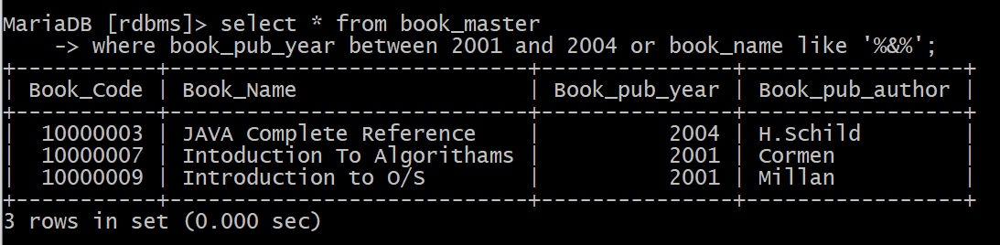 MariaDB [rdbms]> select * from book_master
    -> where book_pub_year between 2001 and 2004 or book_name like '%&%';
+-----------+--------------------------+---------------+-----------------+
| Book_Code | Book_Name                | Book_pub_year | Book_pub_author |
+-----------+--------------------------+---------------+-----------------+
|  10000003 | JAVA Complete Reference  |          2004 | H.Schild        |
|  10000007 | Intoduction To Algorithams |          2001 | Cormen          |
|  10000009 | Introduction to O/S      |          2001 | Millan          |
+-----------+--------------------------+---------------+-----------------+
3 rows in set (0.000 sec)